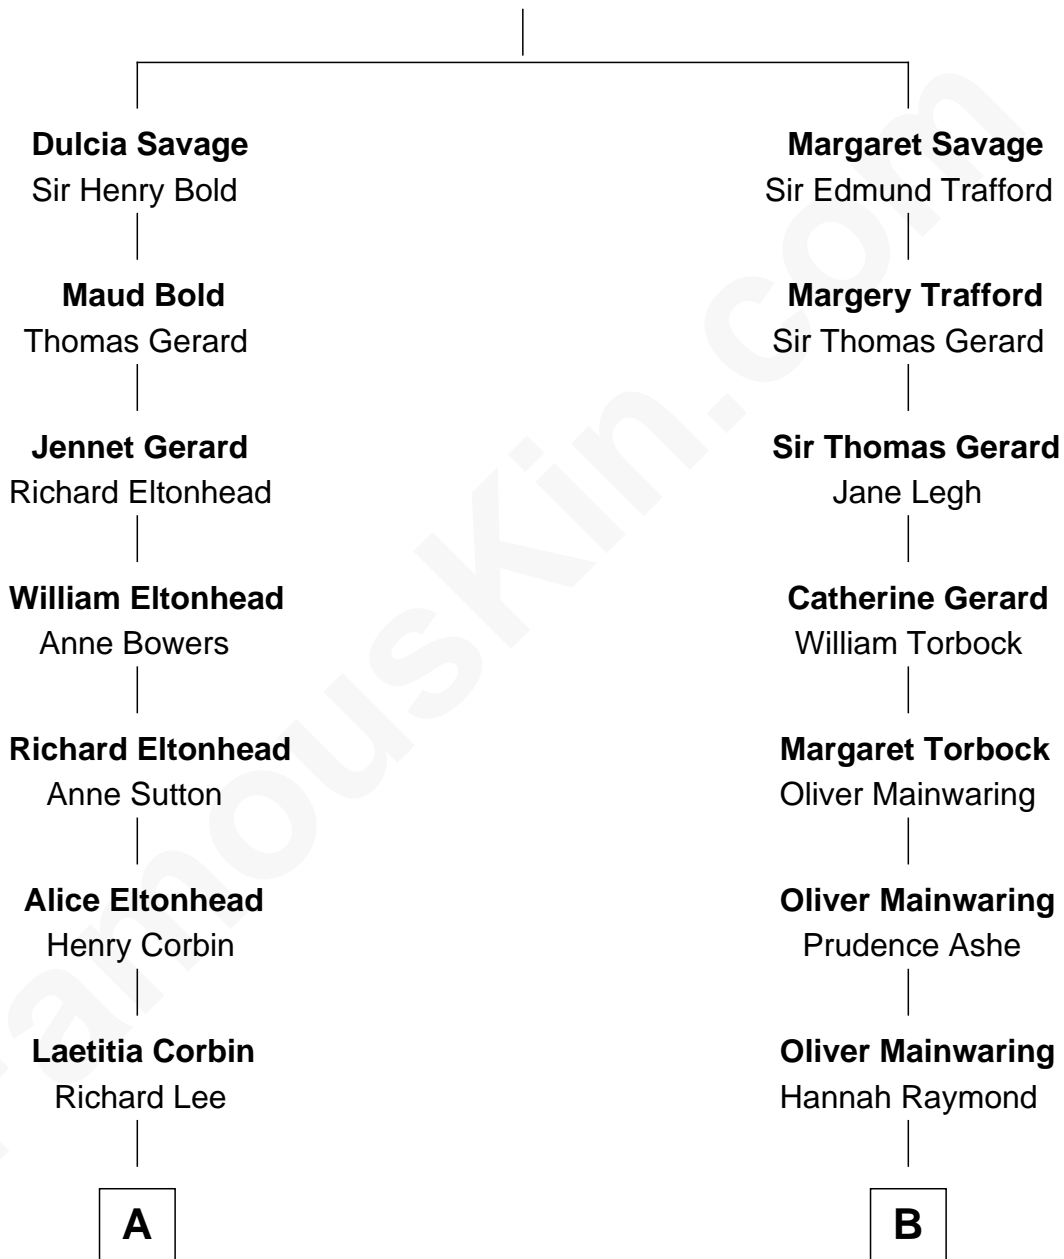 Dulcia Savage
Sir Henry Bold
Maud Bold
Thomas Gerard
Jennet Gerard
Richard Eltonhead
William Eltonhead
Anne Bowers
Richard Eltonhead
Anne Sutton
Alice Eltonhead
Henry Corbin
Laetitia Corbin
Richard Lee
A
Margaret Savage
Sir Edmund Trafford
Margery Trafford
Sir Thomas Gerard
Sir Thomas Gerard
Jane Legh
Catherine Gerard
William Torbock
Margaret Torbock
Oliver Mainwaring
Oliver Mainwaring
Prudence Ashe
Oliver Mainwaring
Hannah Raymond
B
FamousKin.com